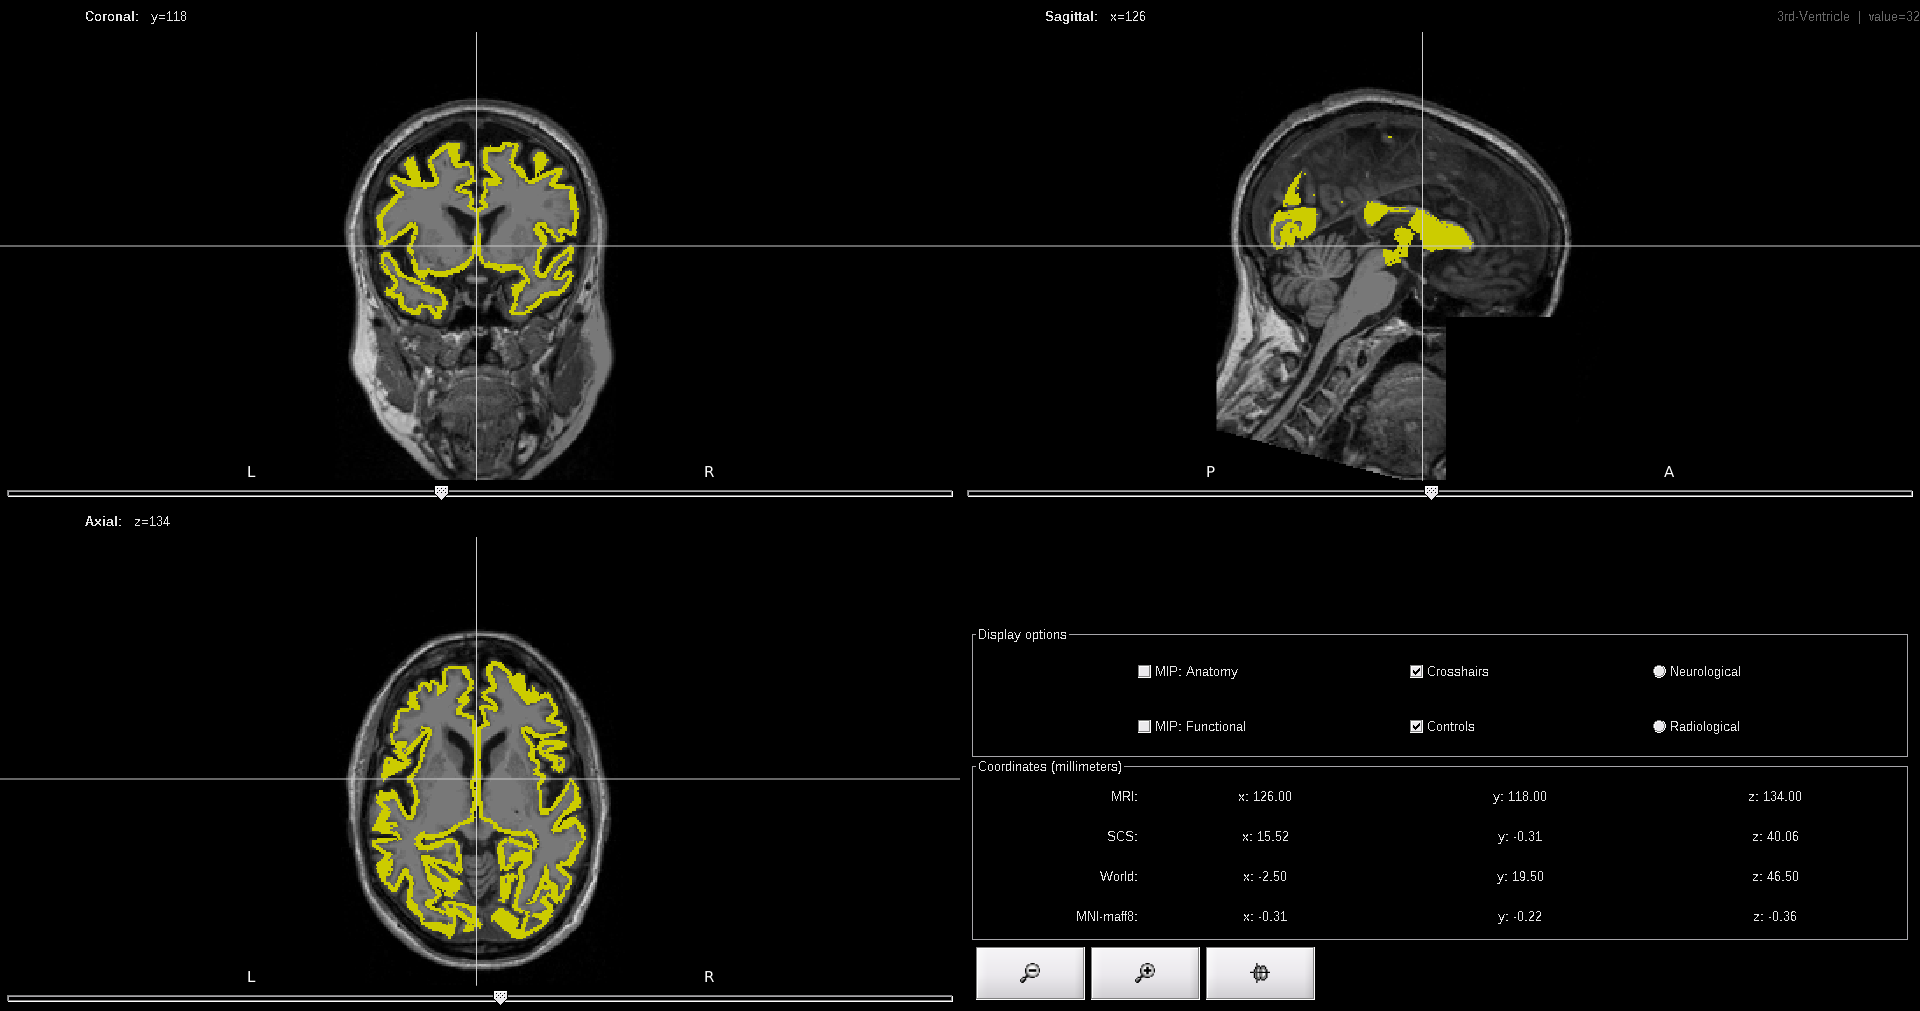 Coronal: y=118
Sagittal: x=126
3rd-Ventricle | value=32
L
R
P
A
Axial: z=134
L
R
Display options
MIP: Anatomy
Crosshairs
Neurological
MIP: Functional
Controls
Radiological
Coordinates (millimeters)
MRI: x: 126.00 y: 118.00 z: 134.00
SCS: x: 15.52 y: -0.31 z: 40.06
World: x: -2.50 y: 19.50 z: 46.50
MNI-maff8: x: -0.31 y: -0.22 z: -0.36